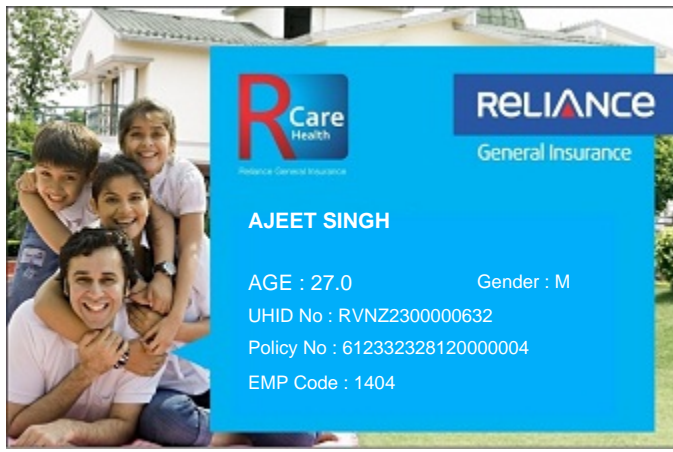 R Care
Health
Reliance General Insurance
RELIANCE
General Insurance
AJEET SINGH
AGE : 27.0 Gender : M
UHID No : RVNZ2300000632
Policy No : 612332328120000004
EMP Code : 1404